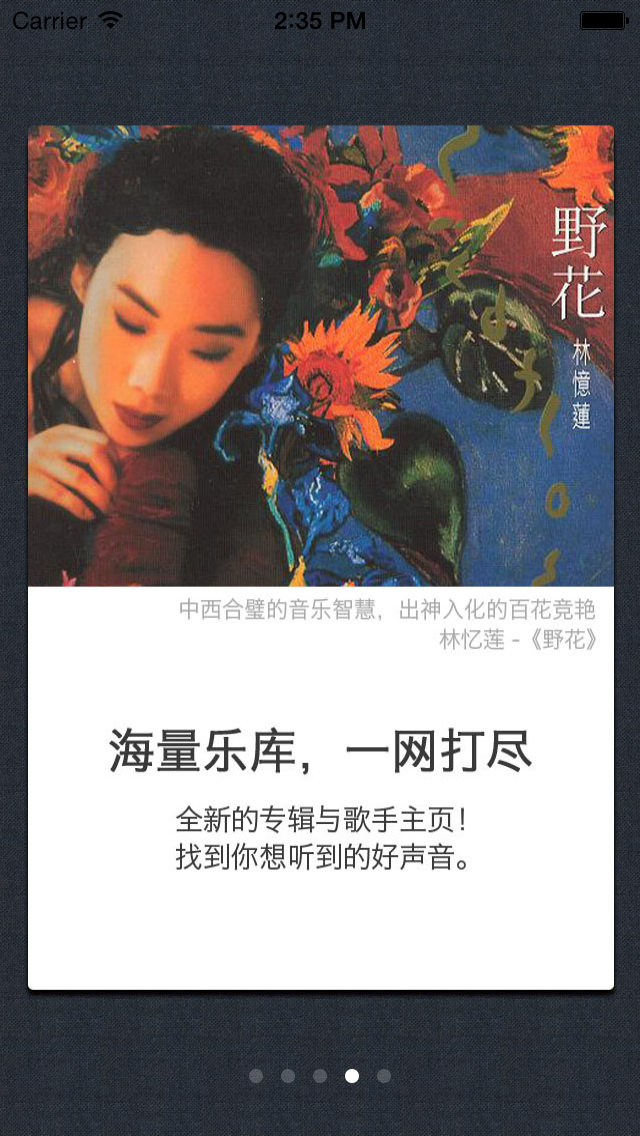 Carrier
2:35 PM
野花
林憶蓮
中西合璧的音乐智慧，出神入化的百花竞艳
林忆莲 -《野花》
海量乐库，一网打尽
全新的专辑与歌手主页！
找到你想听到的好声音。